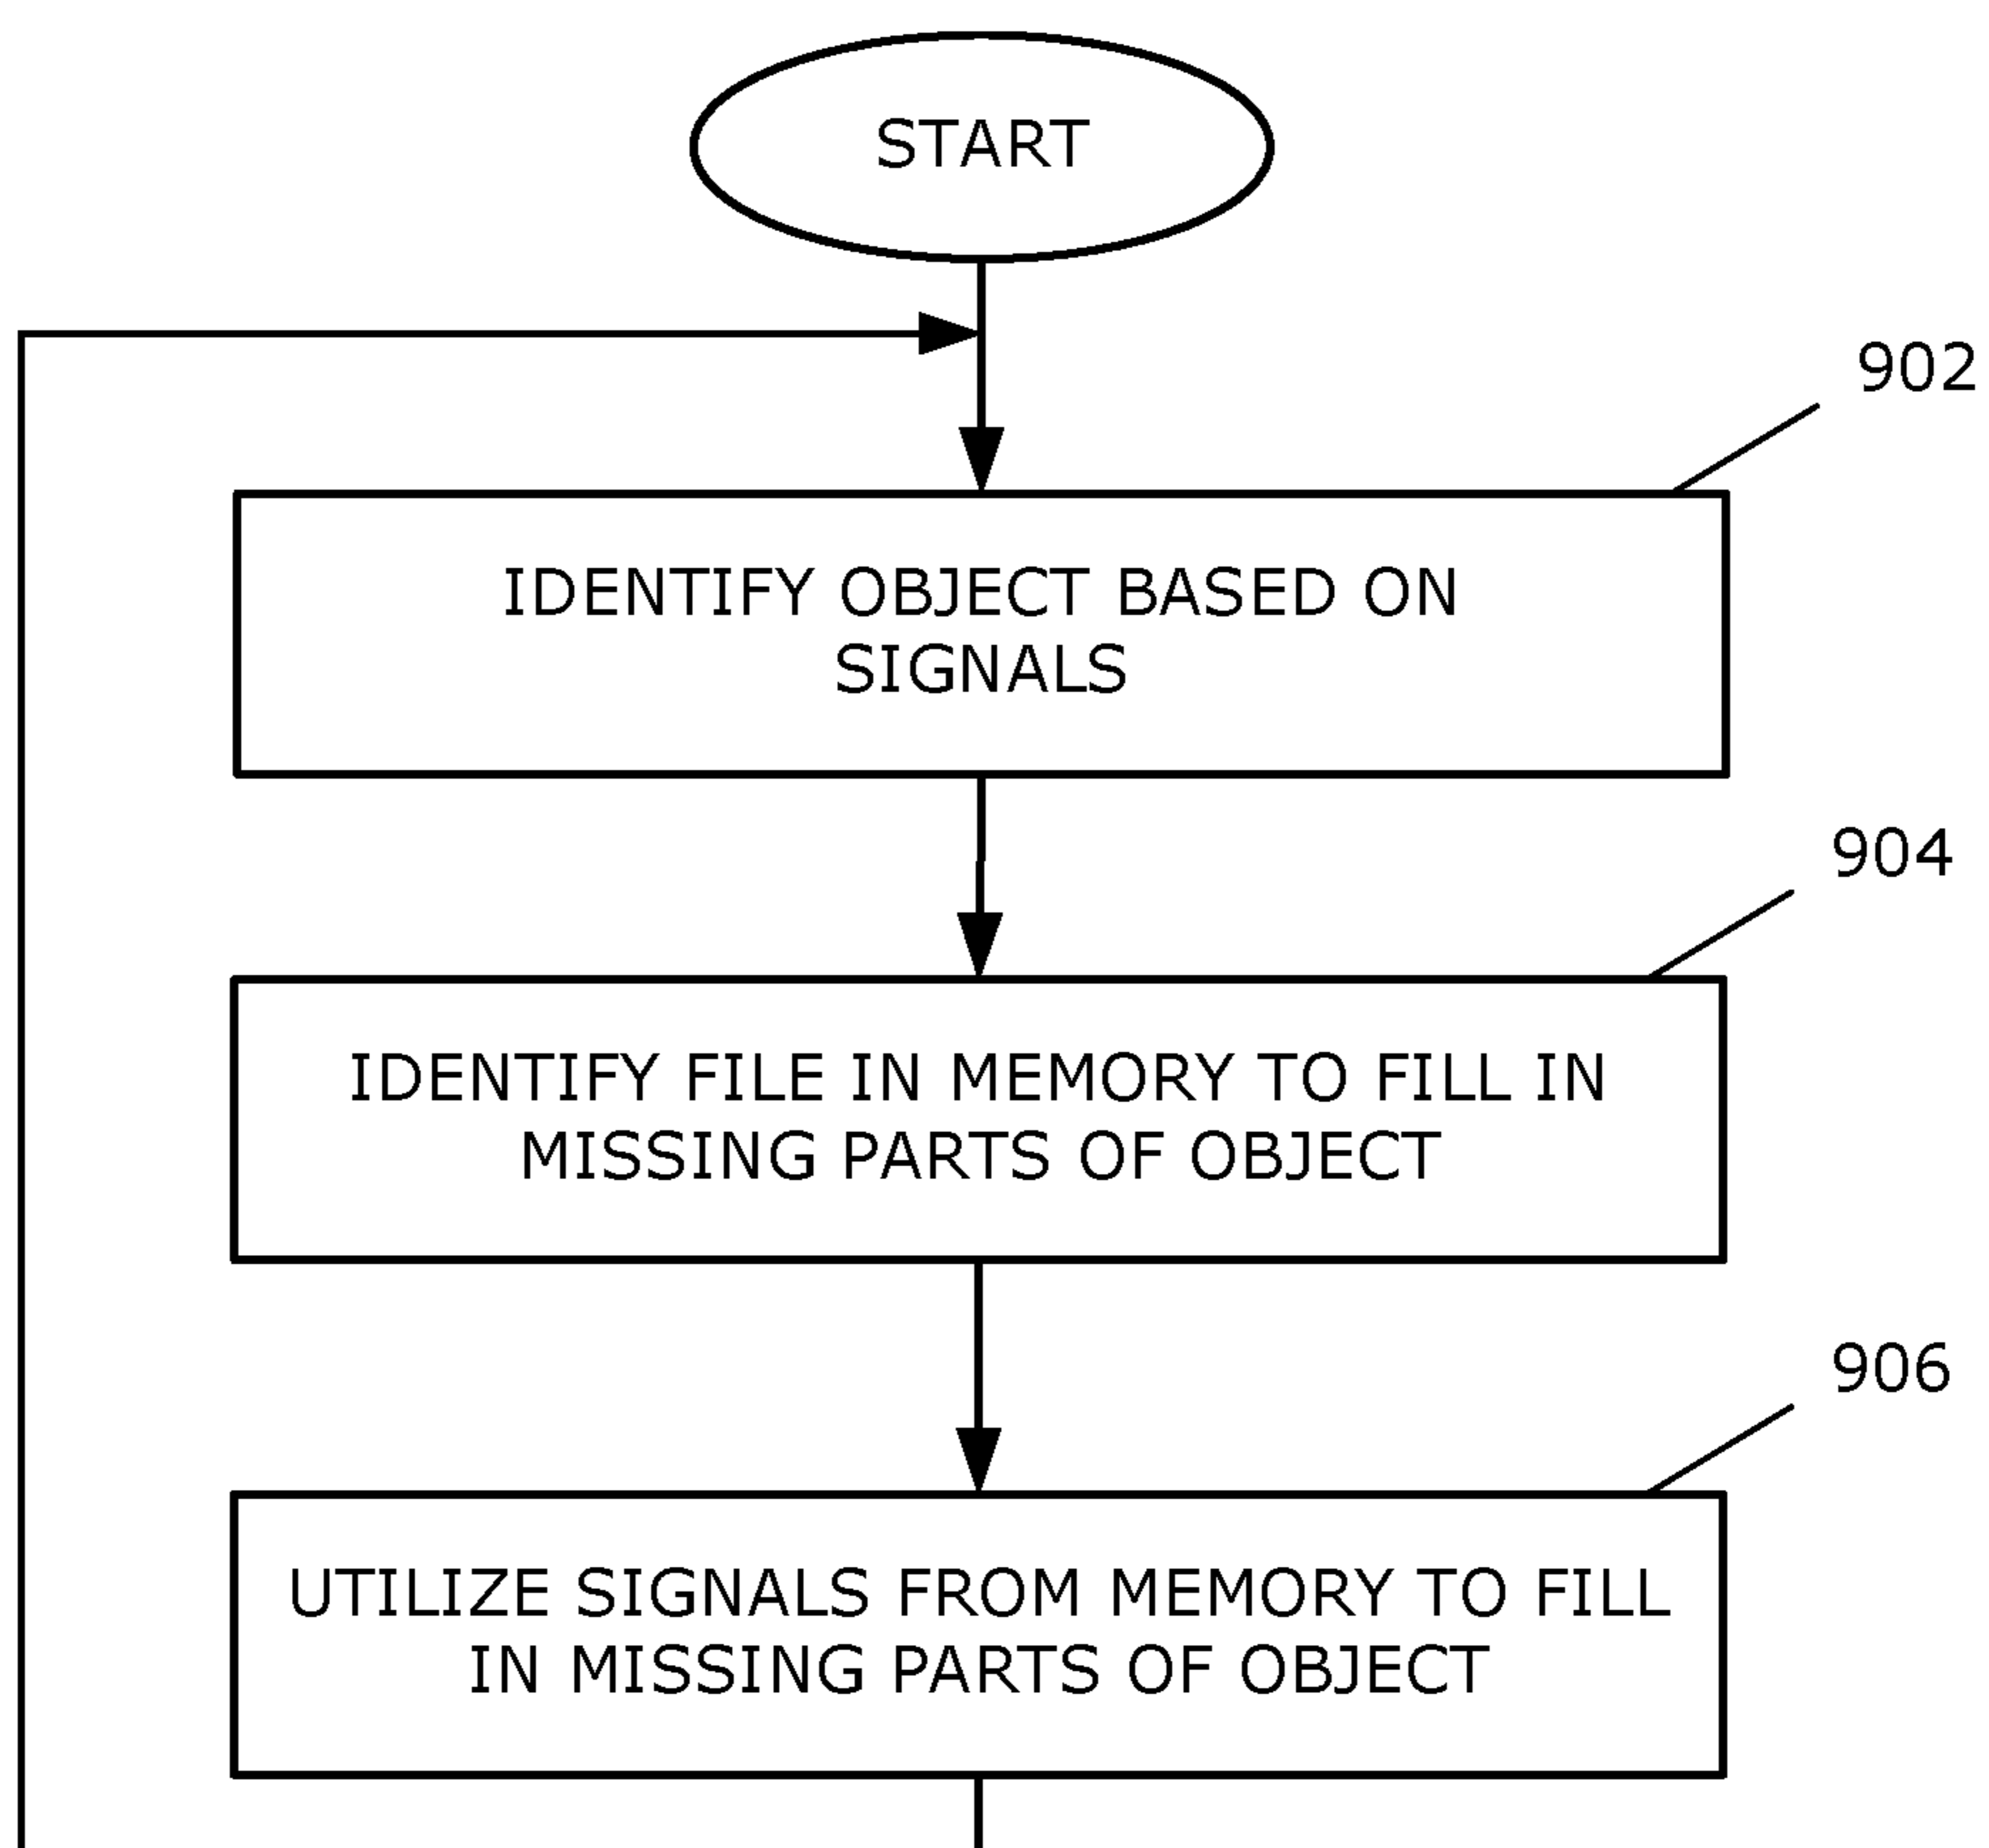 START
902
IDENTIFY OBJECT BASED ON
SIGNALS
904
IDENTIFY FILE IN MEMORY TO FILL IN
MISSING PARTS OF OBJECT
906
UTILIZE SIGNALS FROM MEMORY TO FILL
IN MISSING PARTS OF OBJECT